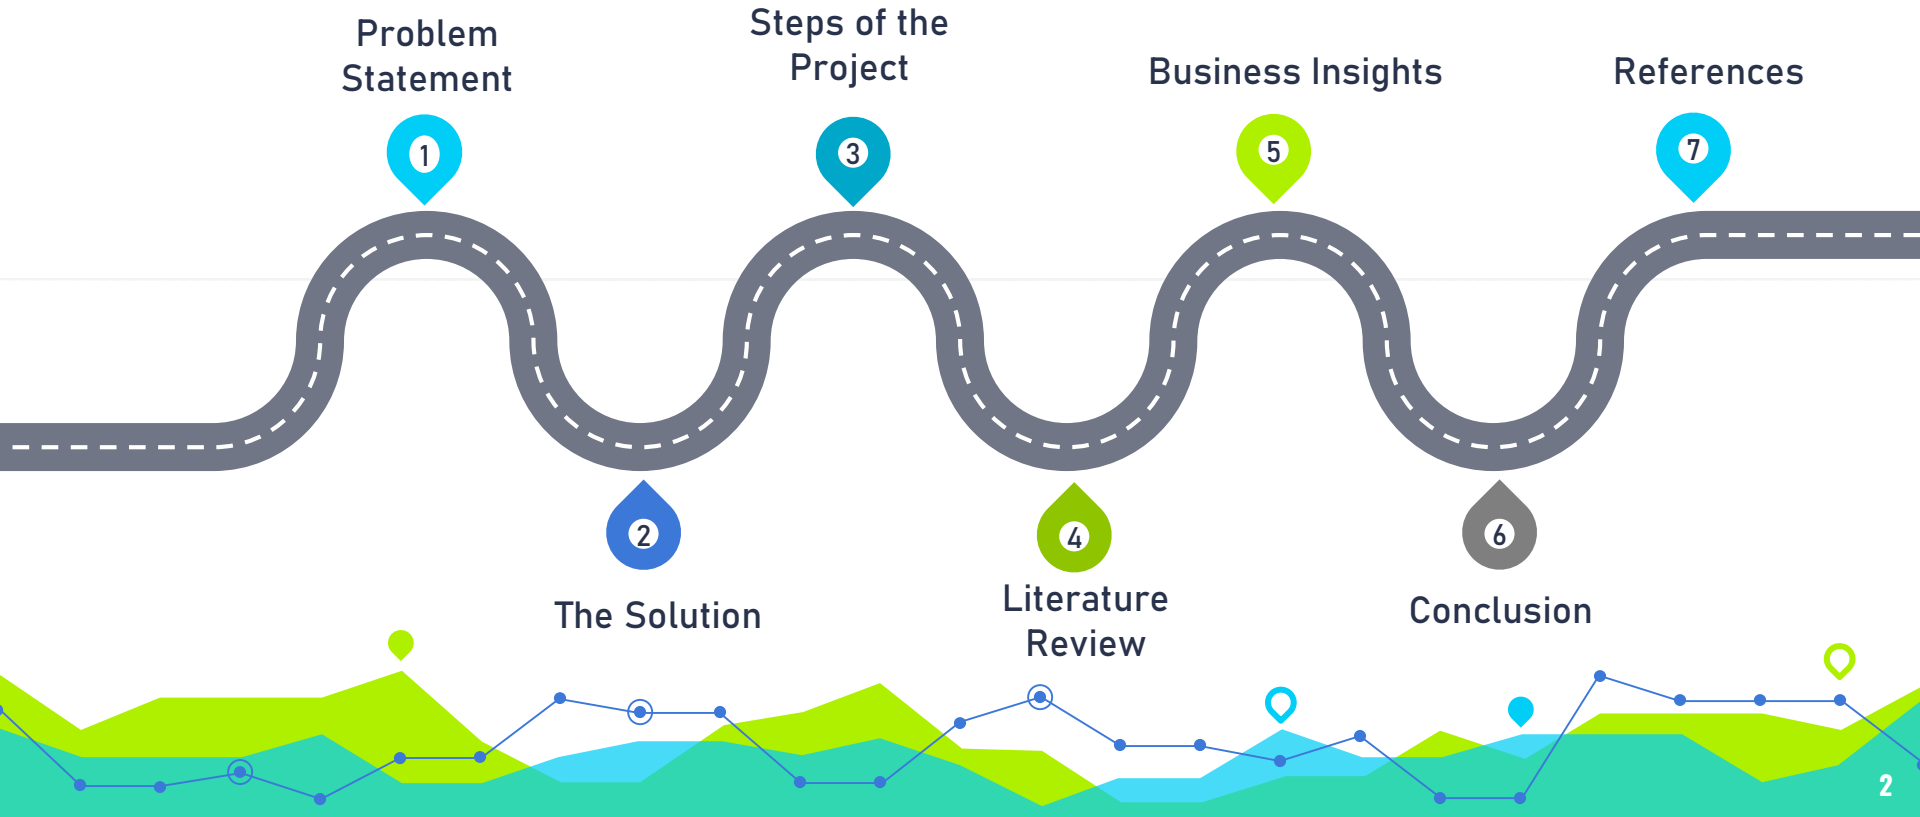 Problem
Statement
1
The Solution
2
Steps of the
Project
3
Literature
Review
4
Business Insights
5
Conclusion
6
References
7
2